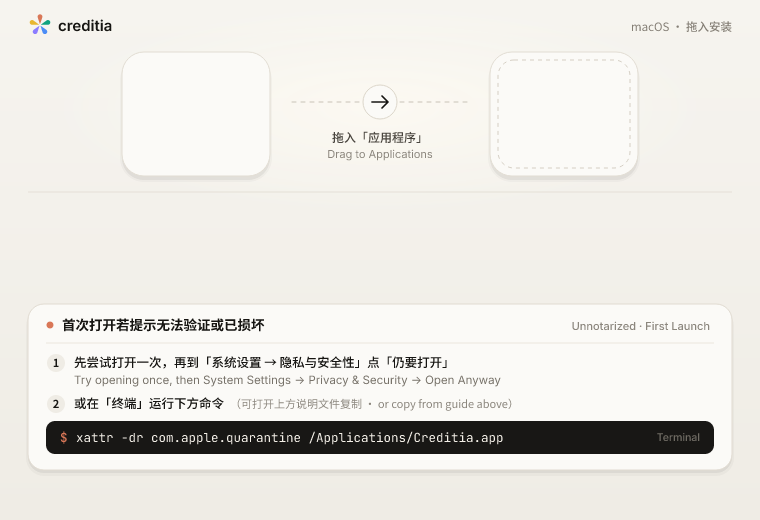 creditia
macOS · 拖入安装
拖入「应用程序」
Drag to Applications
首次打开若提示无法验证或已损坏
Unnotarized · First Launch
1 先尝试打开一次，再到「系统设置 → 隐私与安全性」点「仍要打开」
Try opening once, then System Settings → Privacy & Security → Open Anyway
2 或在「终端」运行下方命令 （可打开上方说明文件复制 · or copy from guide above）
$ xattr -dr com.apple.quarantine /Applications/Creditia.app
Terminal